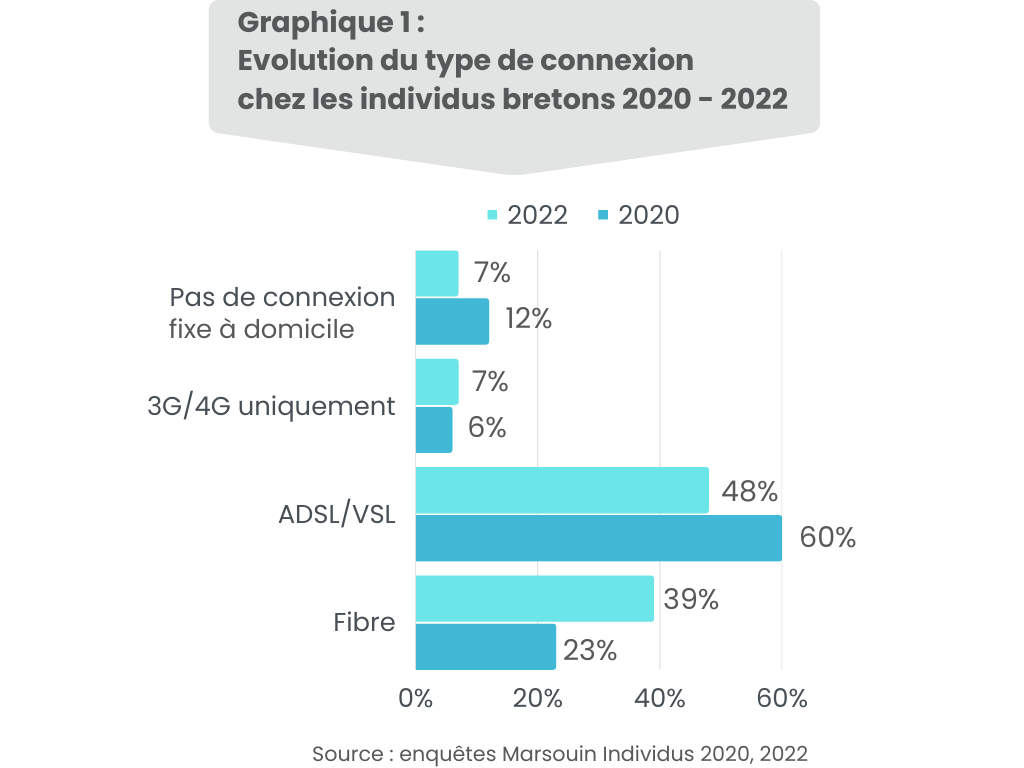 Graphique 1 :
Evolution du type de connexion
chez les individus bretons 2020 - 2022
2022 2020
Pas de connexion
fixe à domicile
7%
12%
3G/4G uniquement
7%
6%
ADSL/VSL
48%
60%
Fibre
39%
23%
0% 20% 40% 60%
Source : enquêtes Marsouin Individus 2020, 2022